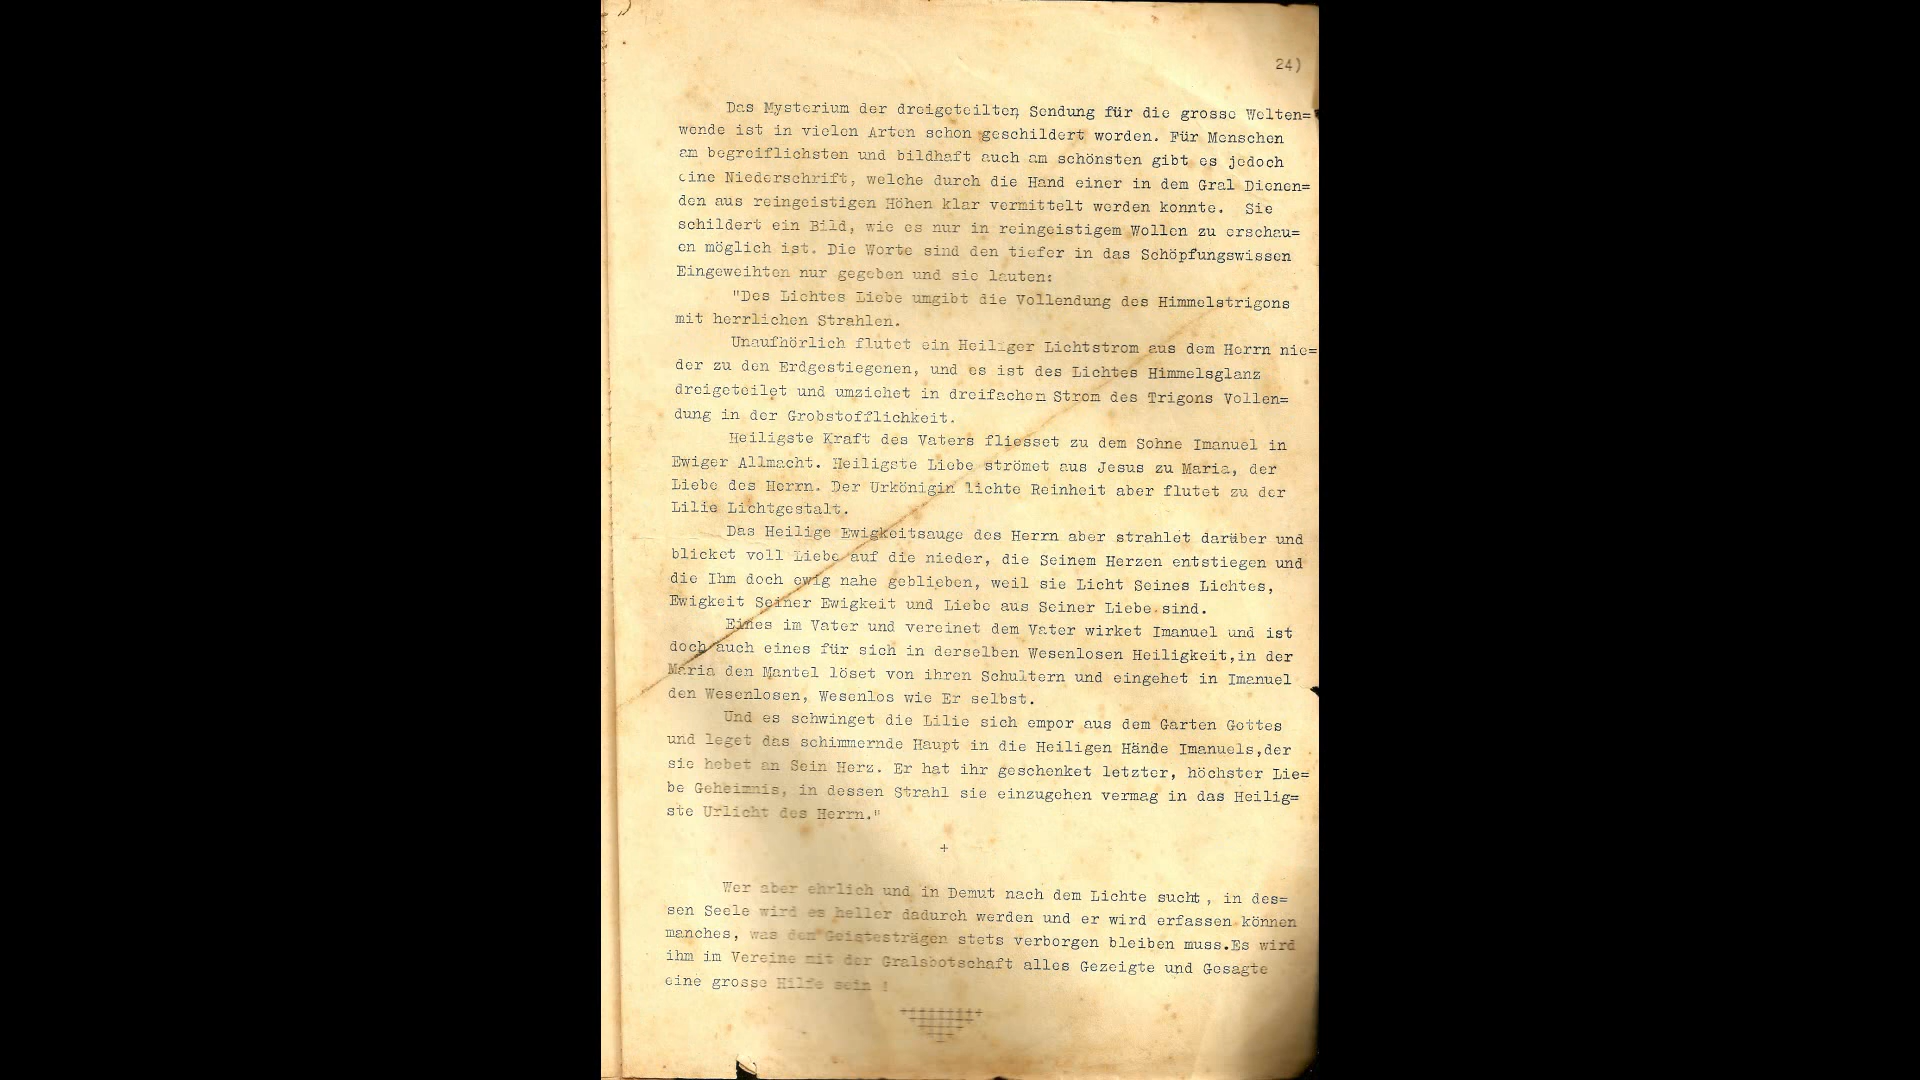 24)
Das Mysterium der dreigeteilten Sendung für die grosse Welten=
wende ist in vielen Arten schon geschildert worden. Für Menschen
am begreiflichsten und bildhaft auch am schönsten gibt es jedoch
eine Niederschrift, welche durch die Hand einer in dem Gral Dienen=
den aus reingeistigen Höhen klar vermittelt werden konnte. Sie
schildert ein Bild, wie es nur in reingeistigem Wollen zu erschau=
en möglich ist. Die Worte sind den tiefer in das Schöpfungswissen
Eingeweihten nur gegeben und sie lauten:
"Des Lichtes Liebe umgibt die Vollendung des Himmelstrigons
mit herrlichen Strahlen.
Unaufhörlich flutet ein Heiliger Lichtstrom aus dem Herrn nie=
der zu den Erdgestiegenen, und es ist des Lichtes Himmelsglanz
dreigeteilet und umziehet in dreifachem Strom des Trigons Vollen=
dung in der Grobstofflichkeit.
Heiligste Kraft des Vaters fliesset zu dem Sohne Imanuel in
Ewiger Allmacht. Heiligste Liebe strömet aus Jesus zu Maria, der
Liebe des Herrn. Der Urkönigin lichte Reinheit aber flutet zu der
Lilie Lichtgestalt.
Das Heilige Ewigkeitsauge des Herrn aber strahlet darüber und
blicket voll Liebe auf die nieder, die Seinem Herzen entstiegen und
die Ihm doch ewig nahe geblieben, weil sie Licht Seines Lichtes,
Ewigkeit Seiner Ewigkeit und Liebe aus Seiner Liebe sind.
Eines im Vater und vereinet dem Vater wirket Imanuel und ist
doch auch eines für sich in derselben Wesenlosen Heiligkeit,in der
Maria den Mantel löset von ihren Schultern und eingehet in Imanuel
den Wesenlosen, Wesenlos wie Er selbst.
Und es schwinget die Lilie sich empor aus dem Garten Gottes
und leget das schimmernde Haupt in die Heiligen Hände Imanuels,der
sie hebet an Sein Herz. Er hat ihr geschenket letzter, höchster Lie=
be Geheimnis, in dessen Strahl sie einzugehen vermag in das Heilig=
ste Urlicht des Herrn."
+
Wer aber ehrlich und in Demut nach dem Lichte sucht, in des=
sen Seele wird es heller dadurch werden und er wird erfassen können
manches, was den Geistesträgen stets verborgen bleiben muss.Es wird
ihm im Vereine mit der Gralsbotschaft alles Gezeigte und Gesagte
eine grosse Hilfe sein !